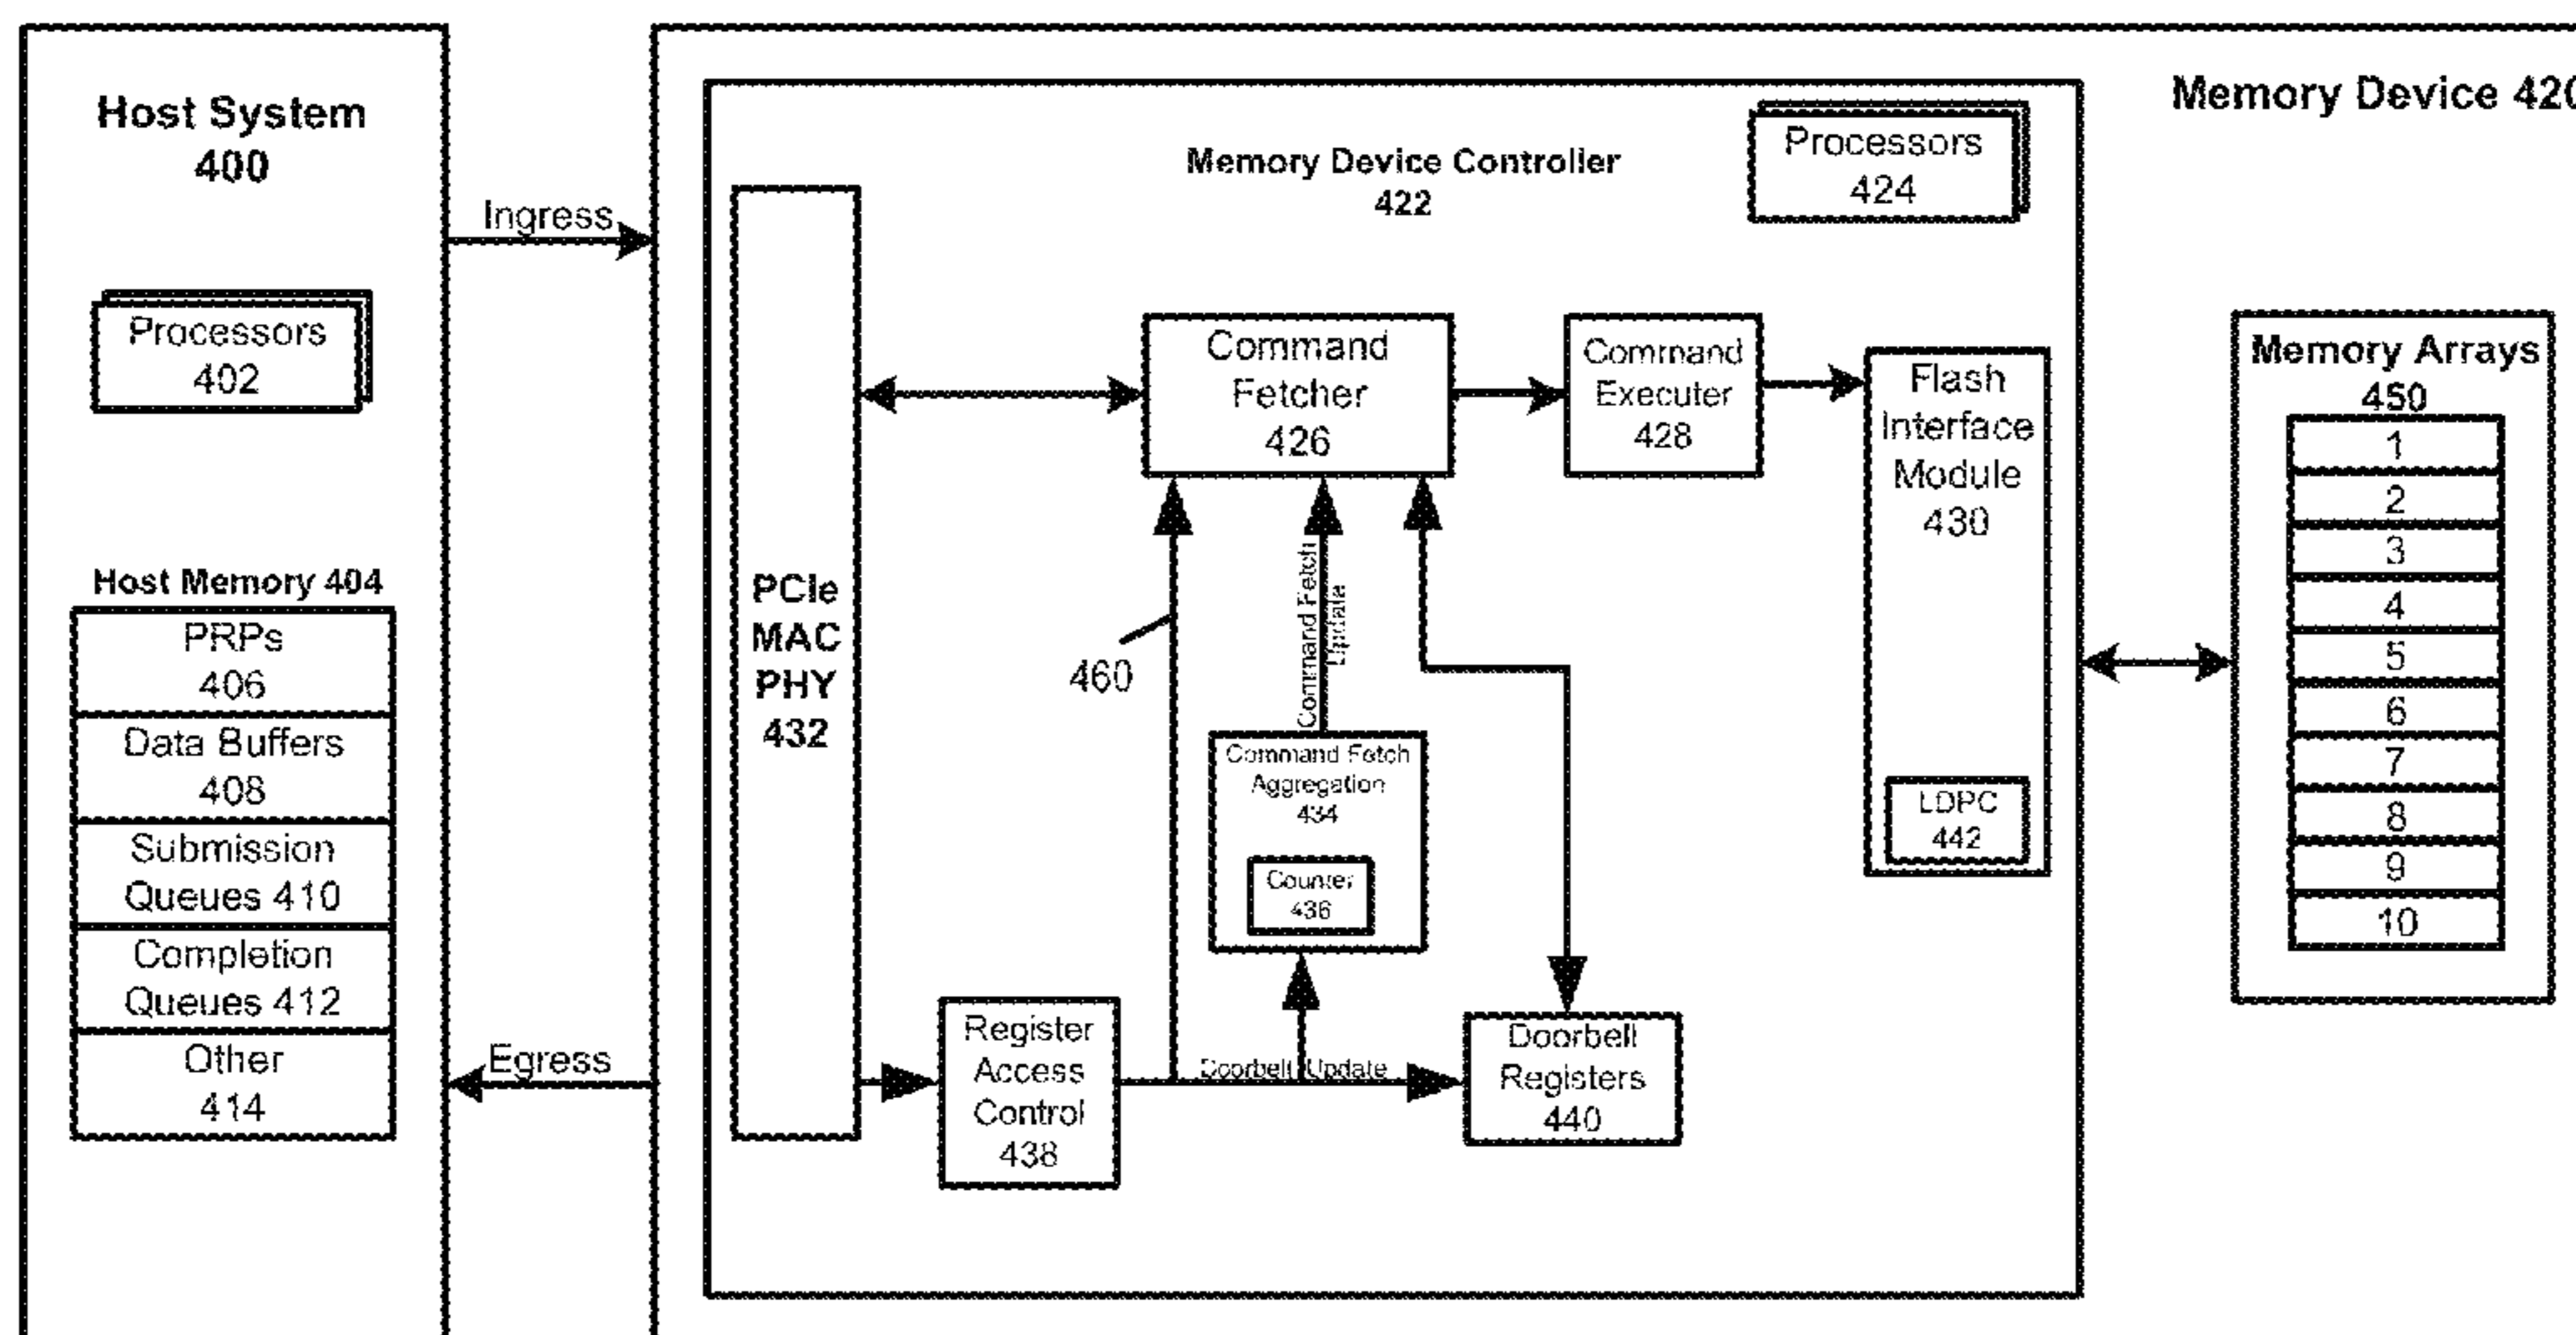 Host System
400
Ingress
Processors
402
Host Memory 404
PRPs
406
Data Buffers
408
Submission
Queues 410
Completion
Queues 412
Other
414
Egress
Memory Device 420
Memory Device Controller
422
Processors
424
PCIe
MAC
PHY
432
Command
Fetcher
426
Command
Executer
428
Flash
Interface
Module
430
LDPC
442
460
Command Fetch
Update
Command Fetch
Aggregation
434
Counter
436
Register
Access
Control
438
Doorbell Update
Doorbell
Registers
440
Memory Arrays
450
1
2
3
4
5
6
7
8
9
10